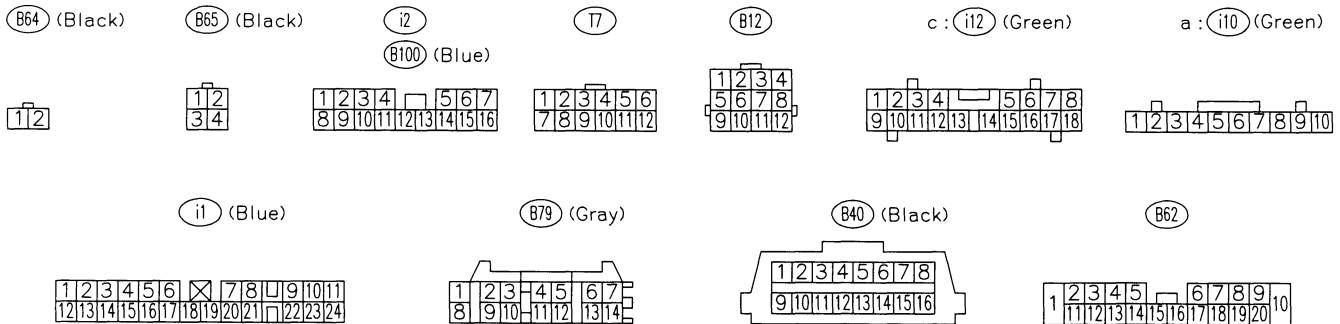 B64 (Black) B65 (Black) i2 T7 B12 c : i12 (Green) a : i10 (Green)
B100 (Blue)
1 2
1 2
3 4
1 2 3 4 5 6 7
8 9 10 11 12 13 14 15 16
1 2 3 4 5 6
7 8 9 10 11 12
1 2 3 4
5 6 7 8
9 10 11 12
1 2 3 4 5 6 7 8
9 10 11 12 13 14 15 16 17 18
1 2 3 4 5 6 7 8 9 10
i1 (Blue) B79 (Gray) B40 (Black) B62
1 2 3 4 5 6 7 8 9 10 11
12 13 14 15 16 17 18 19 20 21 22 23 24
1 2 3 4 5 6 7
8 9 10 11 12 13 14
1 2 3 4 5 6 7 8
9 10 11 12 13 14 15 16
1 2 3 4 5 6 7 8 9 10
11 12 13 14 15 16 17 18 19 20